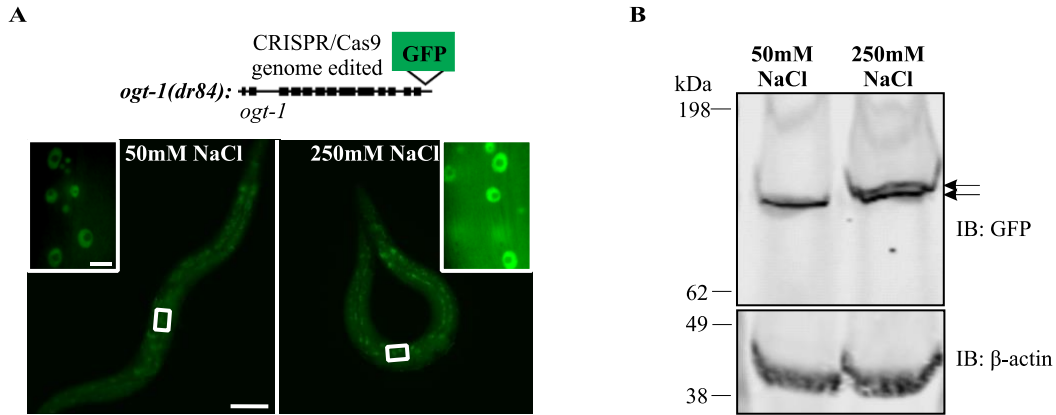 A
CRISPR/Cas9
genome edited
GFP
ogt-1(dr84):
ogt-1
50mM NaCl
250mM NaCl
B
50mM
NaCl
250mM
NaCl
kDa
198
IB: GFP
62
49
IB: β-actin
38